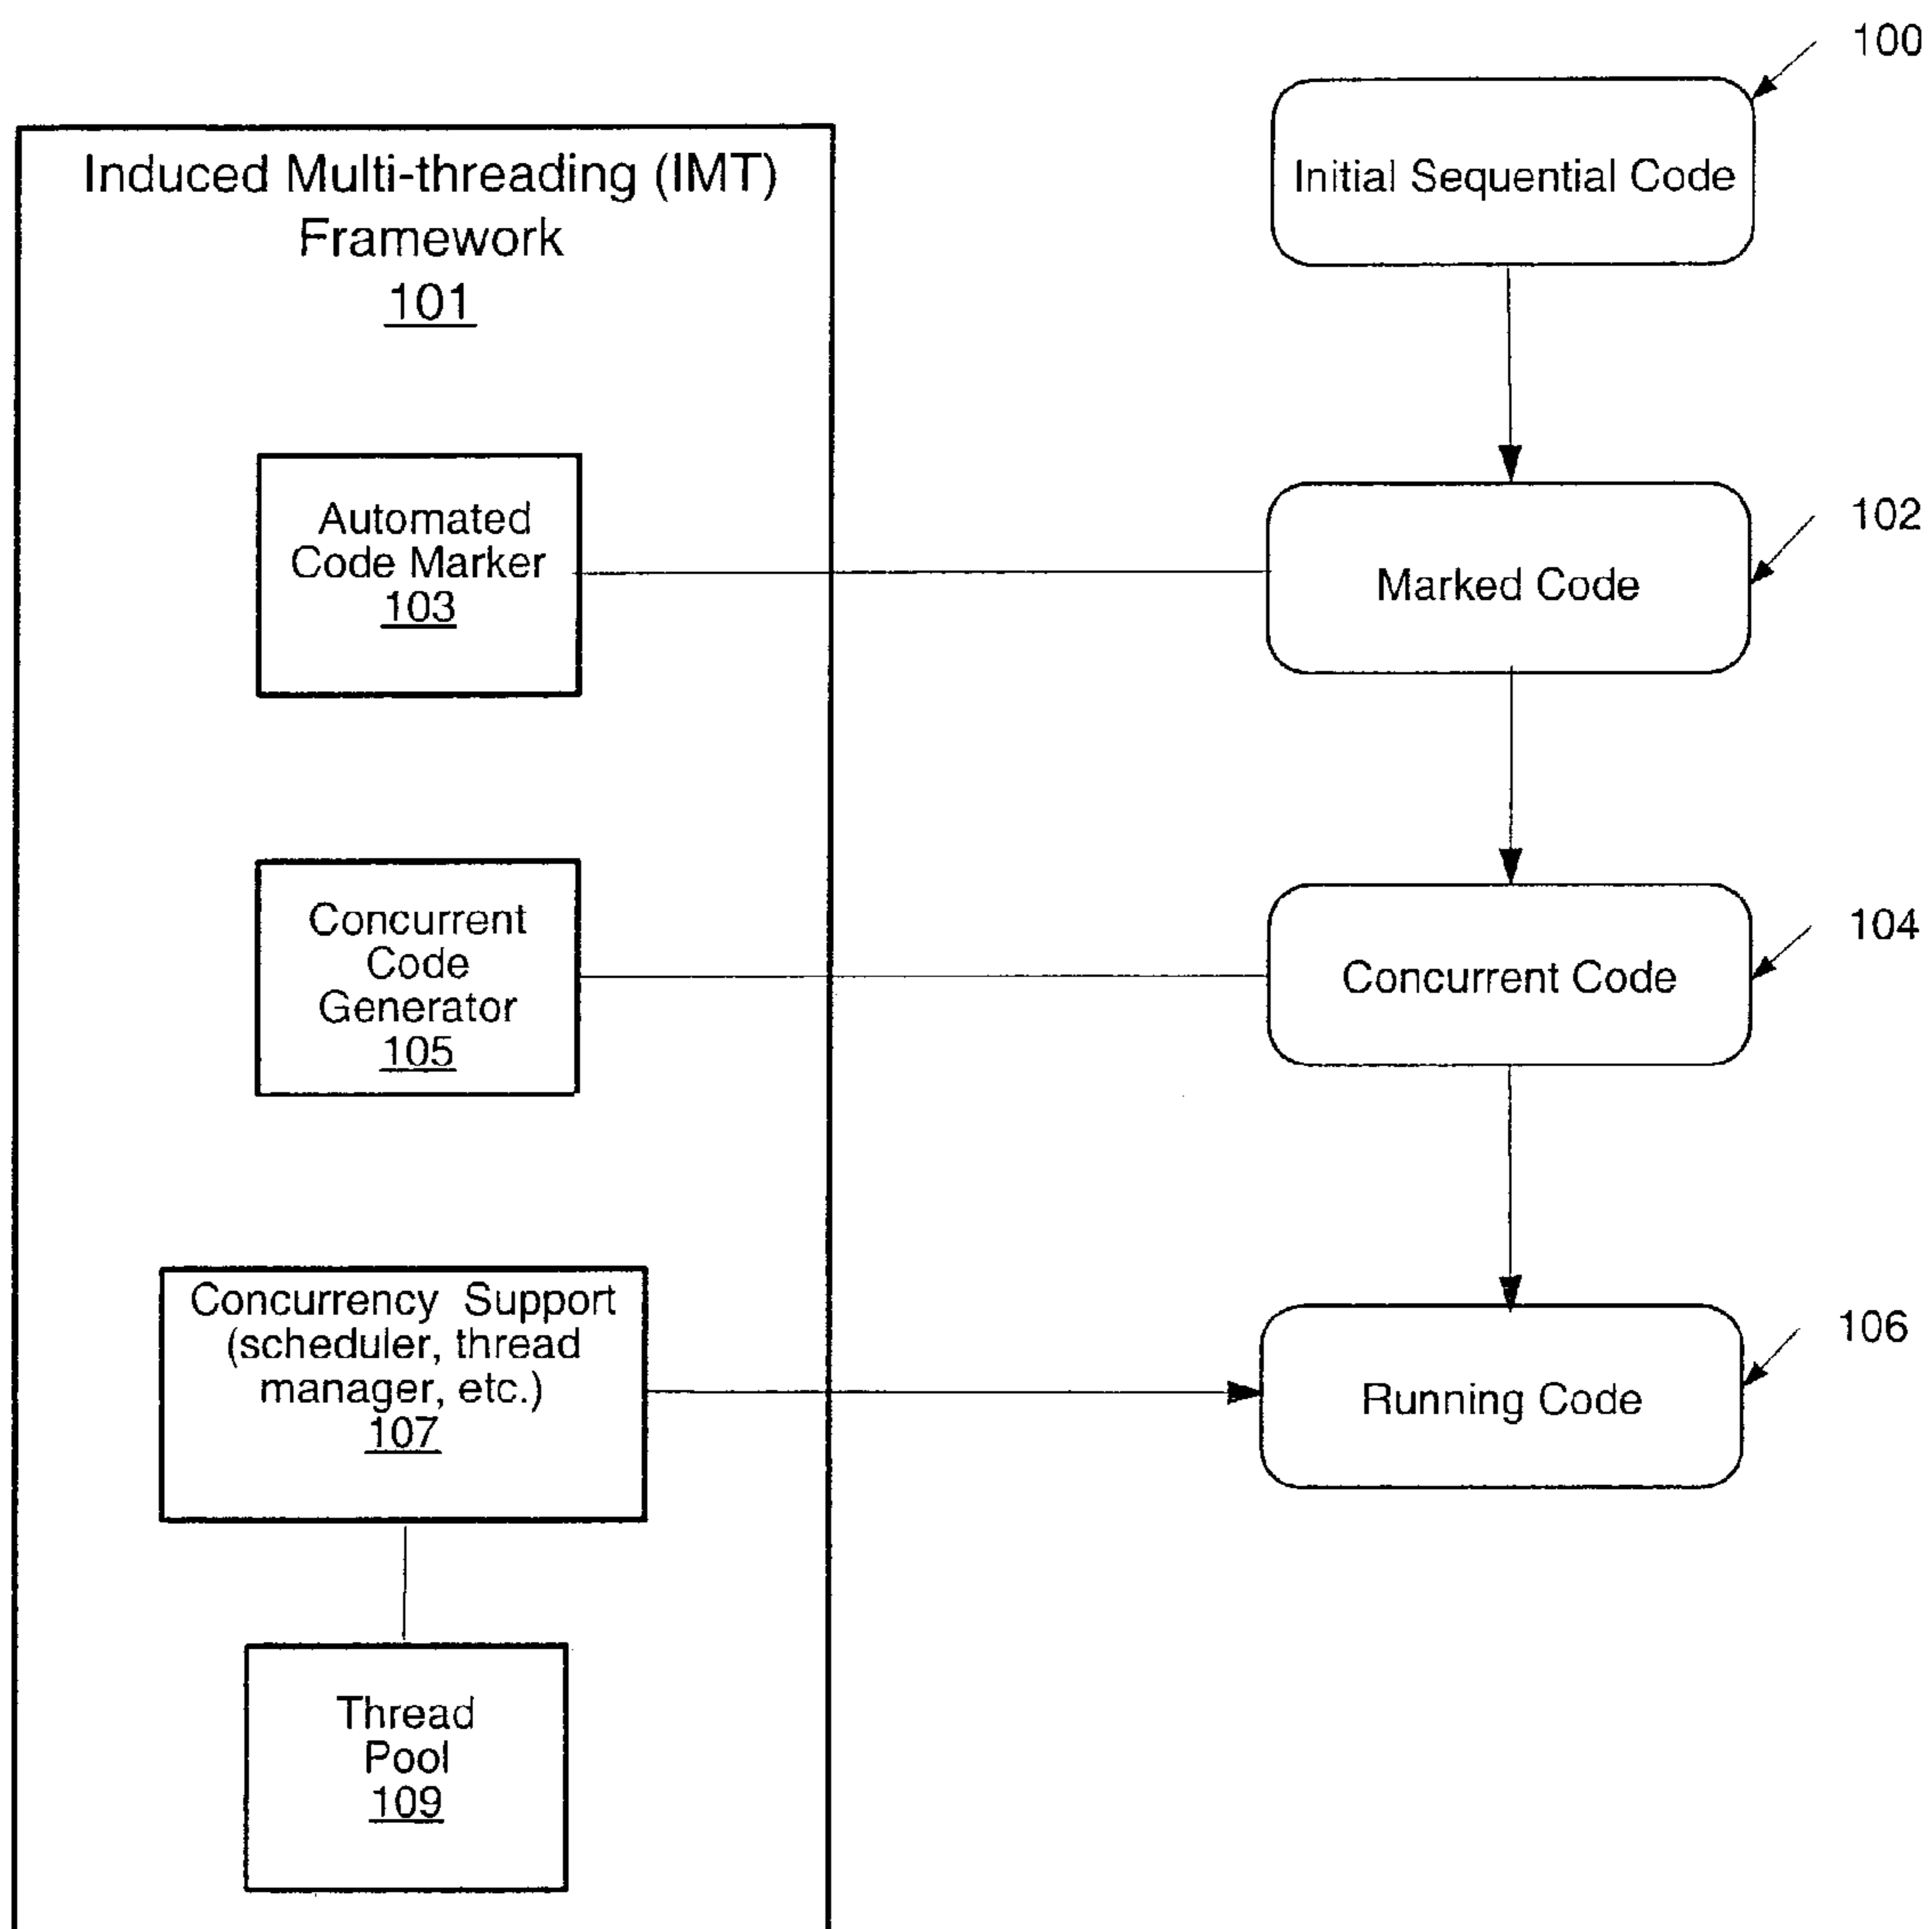 100
Initial Sequential Code
Induced Multi-threading (IMT)
Framework
101
102
Marked Code
Automated
Code Marker
103
104
Concurrent Code
Concurrent
Code
Generator
105
106
Running Code
Concurrency Support
(scheduler, thread
manager, etc.)
107
Thread
Pool
109